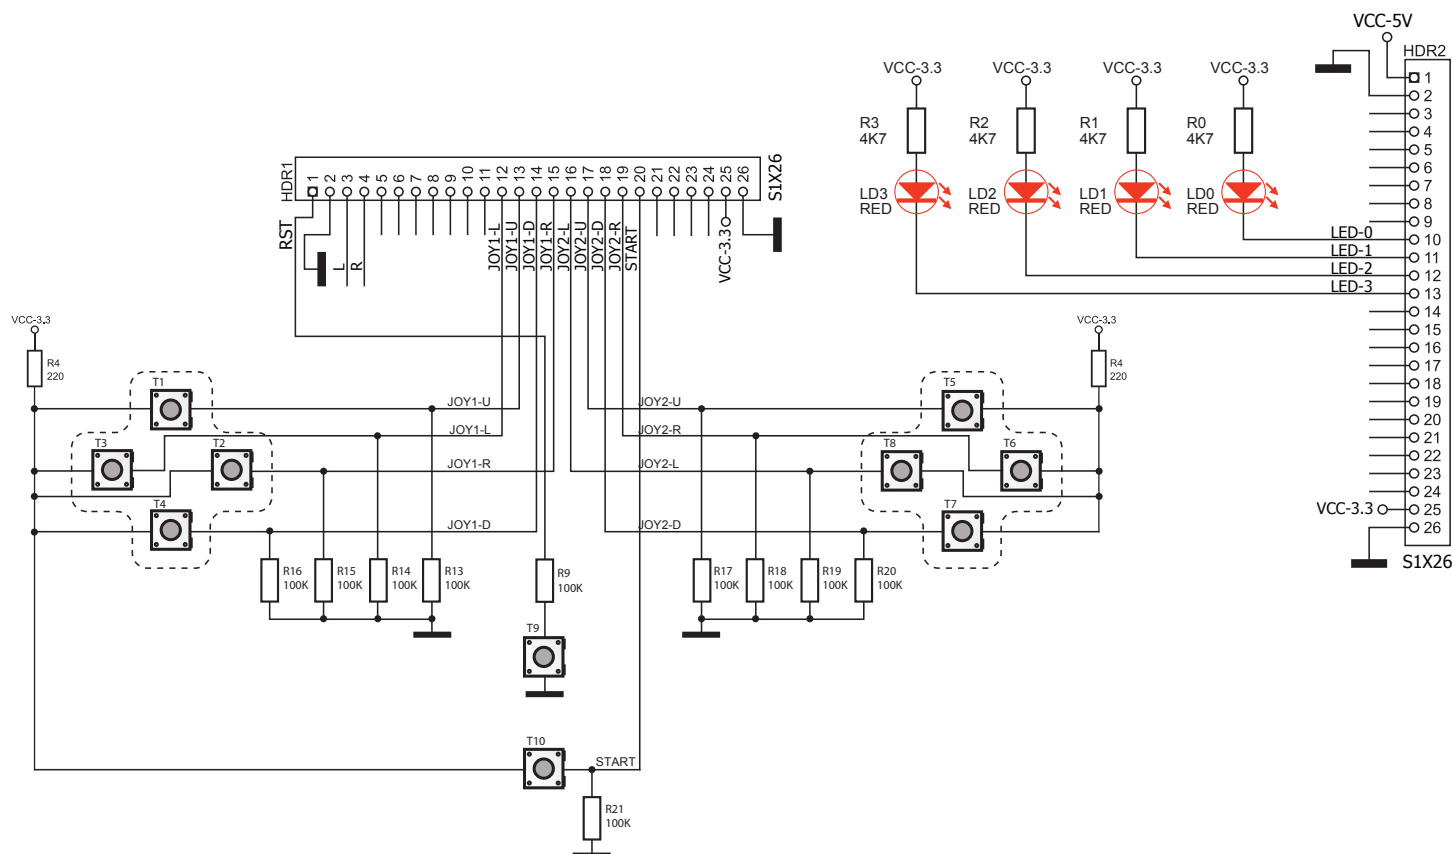 VCC-5V
HDR2
VCC-3.3
VCC-3.3
VCC-3.3
VCC-3.3
R3
4K7
R2
4K7
R1
4K7
R0
4K7
LD3
RED
LD2
RED
LD1
RED
LD0
RED
LED-0
LED-1
LED-2
LED-3
1
2
3
4
5
6
7
8
9
10
11
12
13
14
15
16
17
18
19
20
21
22
23
24
25
26
VCC-3.3
S1X26
HDR1
1
2
3
4
5
6
7
8
9
10
11
12
13
14
15
16
17
18
19
20
21
22
23
24
25
26
S1X26
RST
L
R
JOY1-L
JOY1-U
JOY1-D
JOY1-R
JOY2-L
JOY2-U
JOY2-D
JOY2-R
START
VCC-3.3
VCC-3.3
R4
220
T1
T3
T2
T4
JOY1-U
JOY1-L
JOY1-R
JOY1-D
JOY2-U
JOY2-R
JOY2-L
JOY2-D
VCC-3.3
R4
220
T5
T8
T6
T7
R16
100K
R15
100K
R14
100K
R13
100K
R9
100K
R17
100K
R18
100K
R19
100K
R20
100K
T9
T10
START
R21
100K